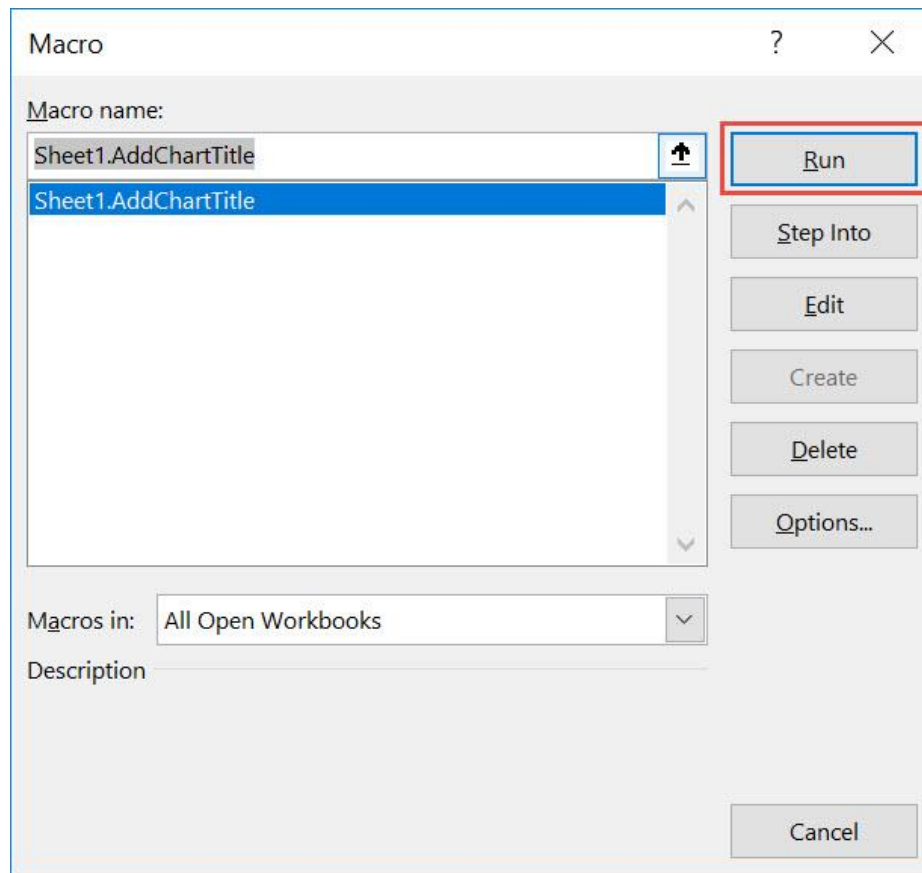 Macro ?
Macro name:
Sheet1.AddChartTitle
Sheet1.AddChartTitle
Run
Step Into
Edit
Create
Delete
Options...
Macros in: All Open Workbooks
Description
Cancel